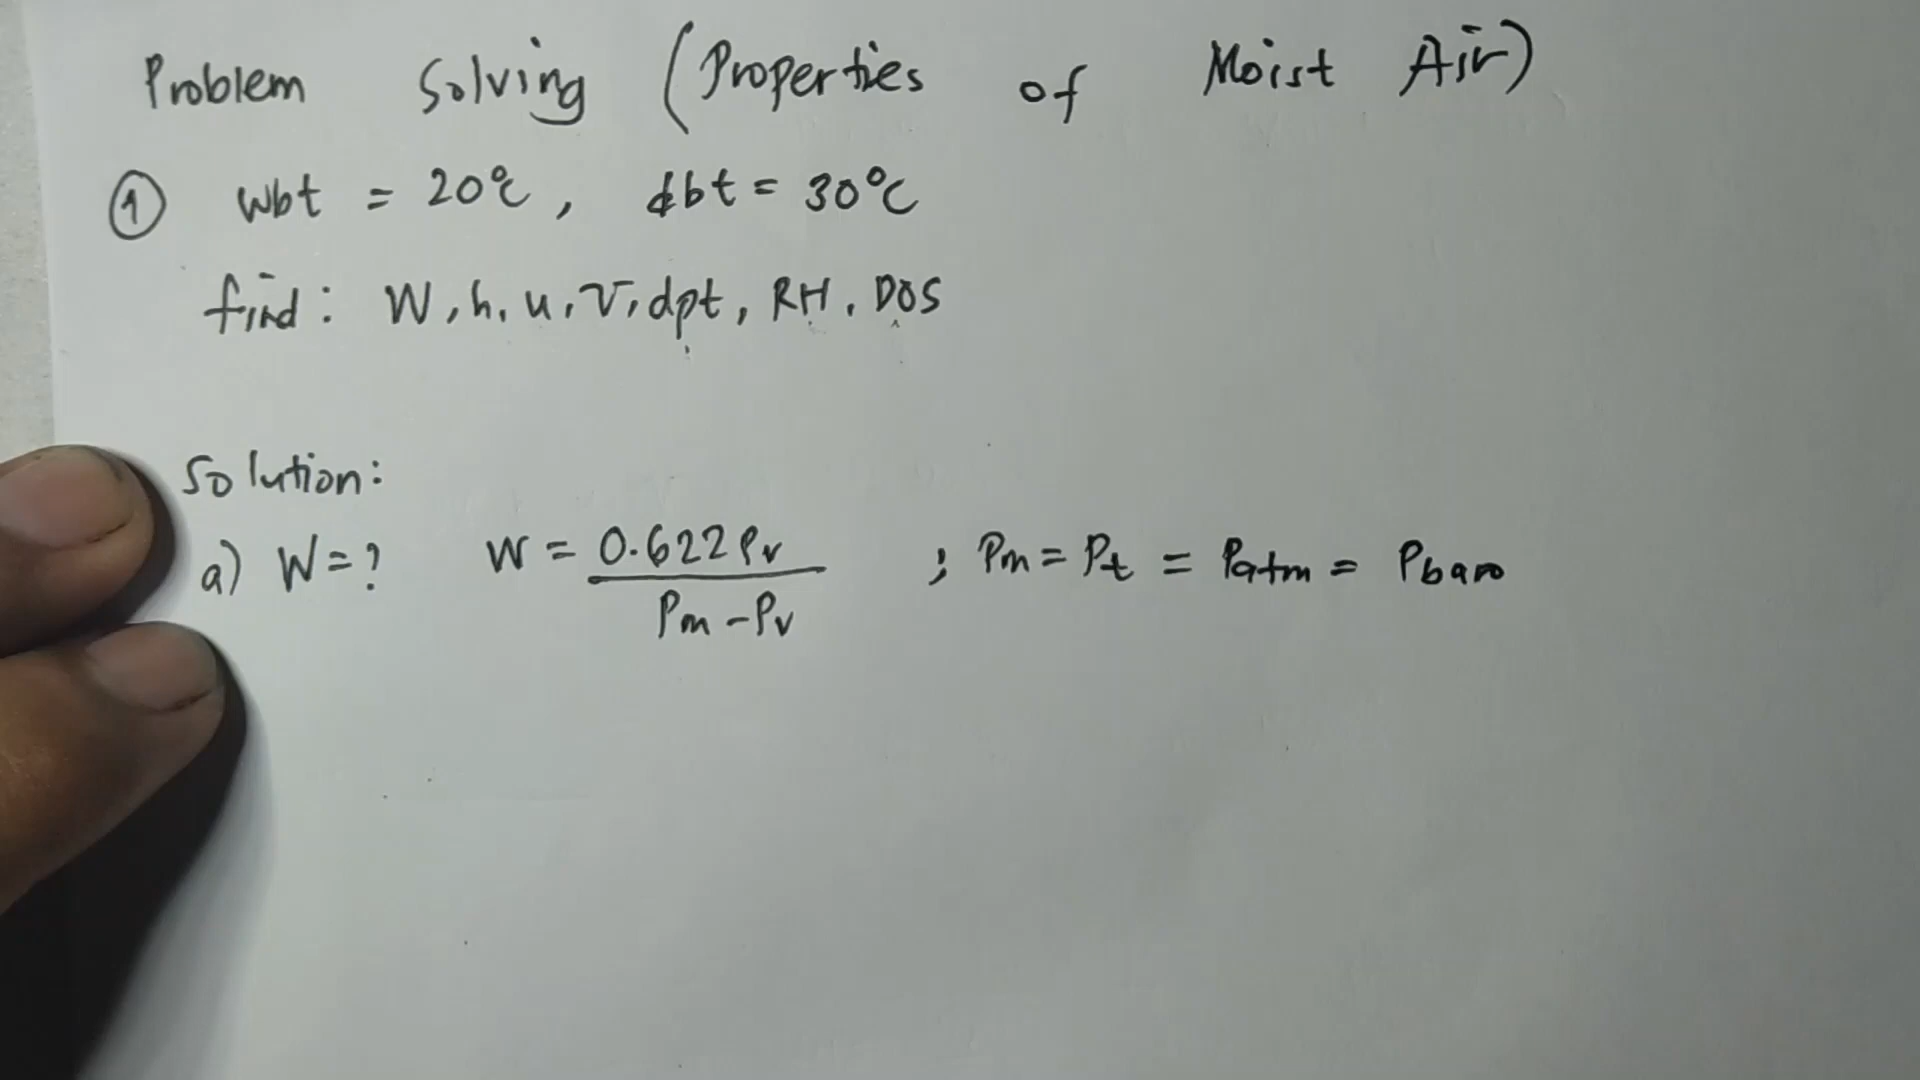 Problem Solving (Properties of Moist Air)
① wbt = 20°C, dbt = 30°C
find: W, h, u, v, dpt, RH, DOS
Solution:
a) W = ? W = 0.622 Pv / Pm - Pv ; Pm = Pt = Patm = Pbaro